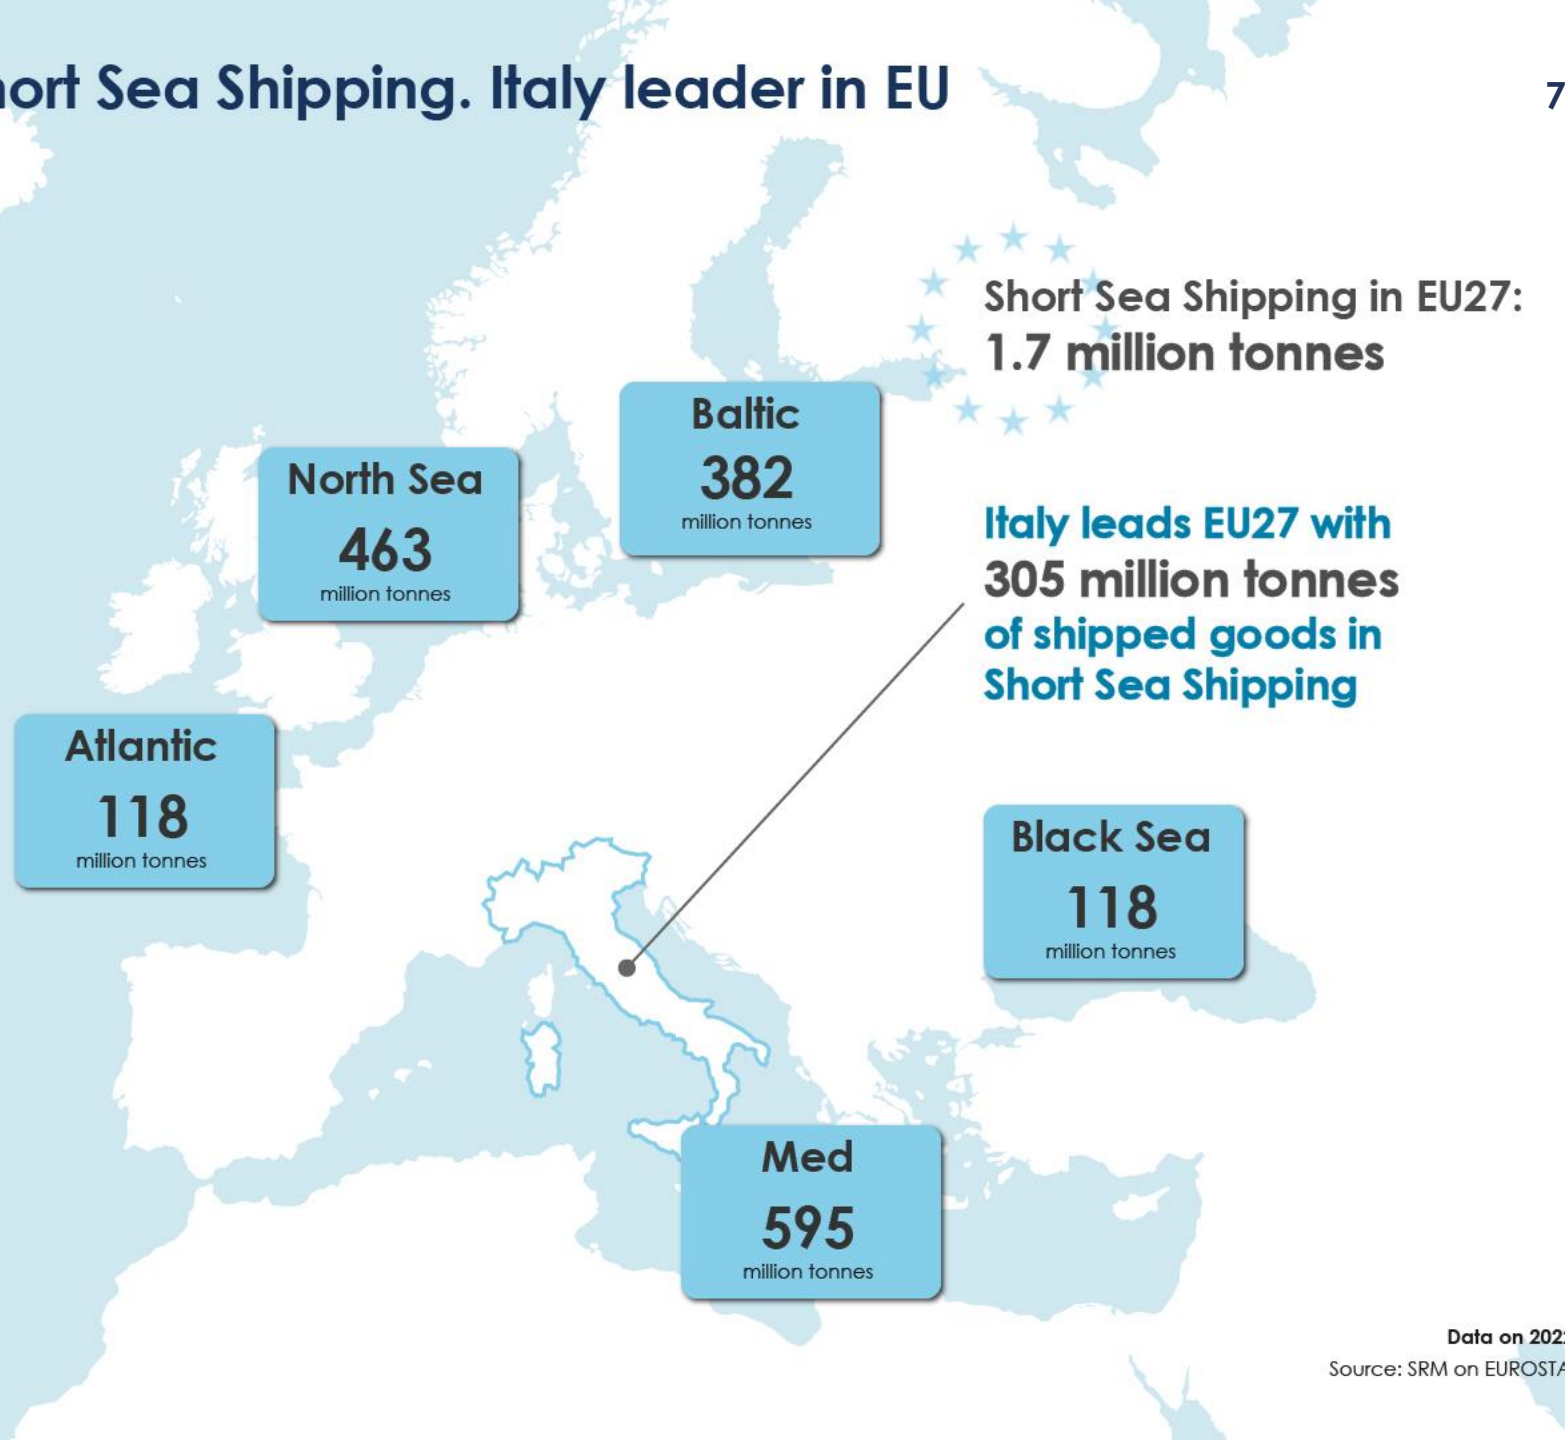 hort Sea Shipping. Italy leader in EU
7
Short Sea Shipping in EU27:
1.7 million tonnes
Baltic
382
million tonnes
North Sea
463
million tonnes
Italy leads EU27 with
305 million tonnes
of shipped goods in
Short Sea Shipping
Atlantic
118
million tonnes
Black Sea
118
million tonnes
Med
595
million tonnes
Data on 202
Source: SRM on EUROSTA